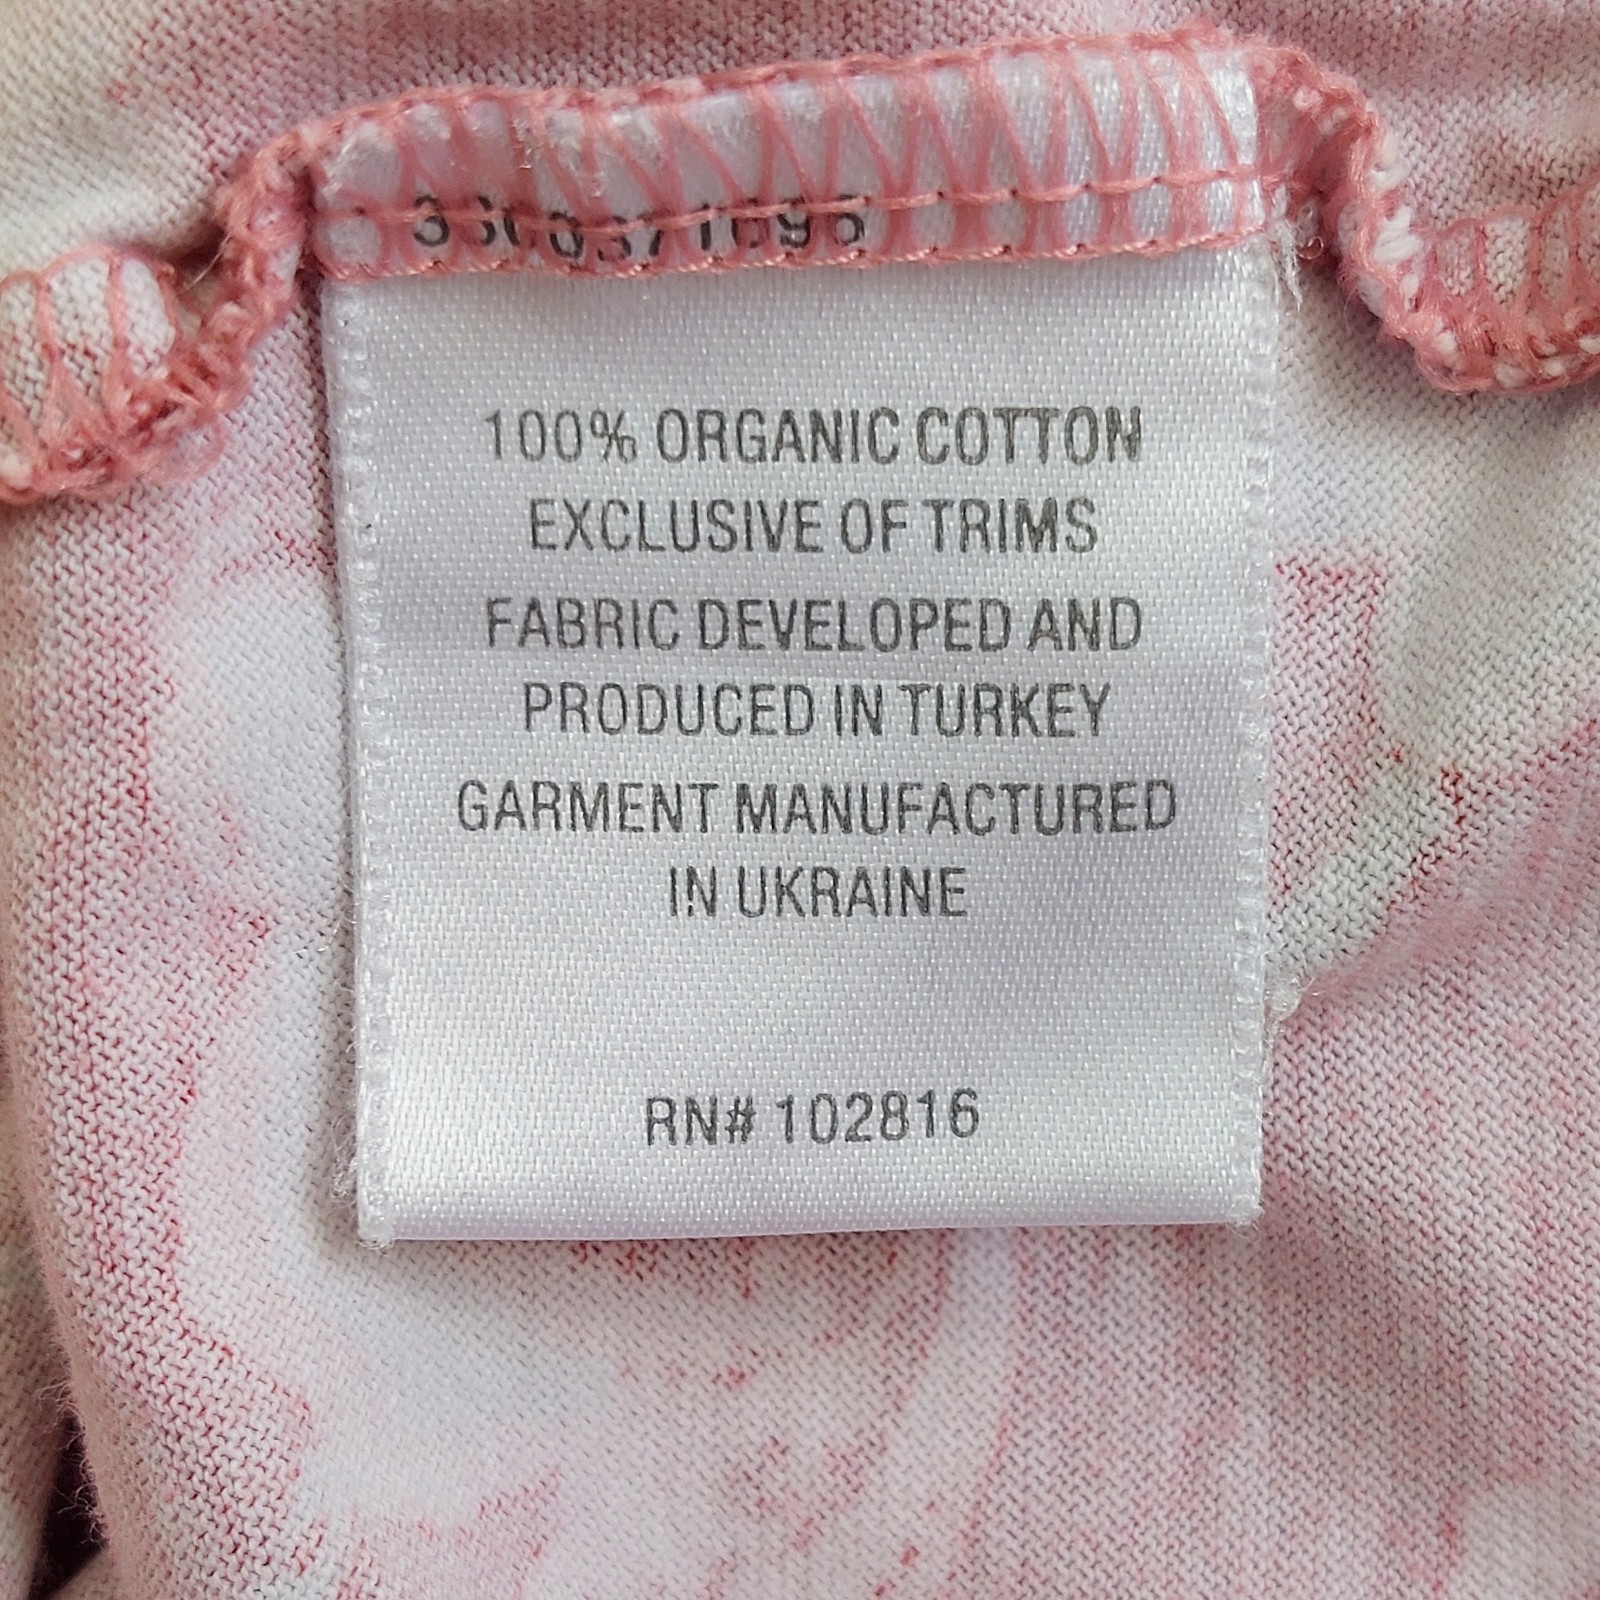 100% ORGANIC COTTON
EXCLUSIVE OF TRIMS
FABRIC DEVELOPED AND
PRODUCED IN TURKEY
GARMENT MANUFACTURED
IN UKRAINE
RN# 102816